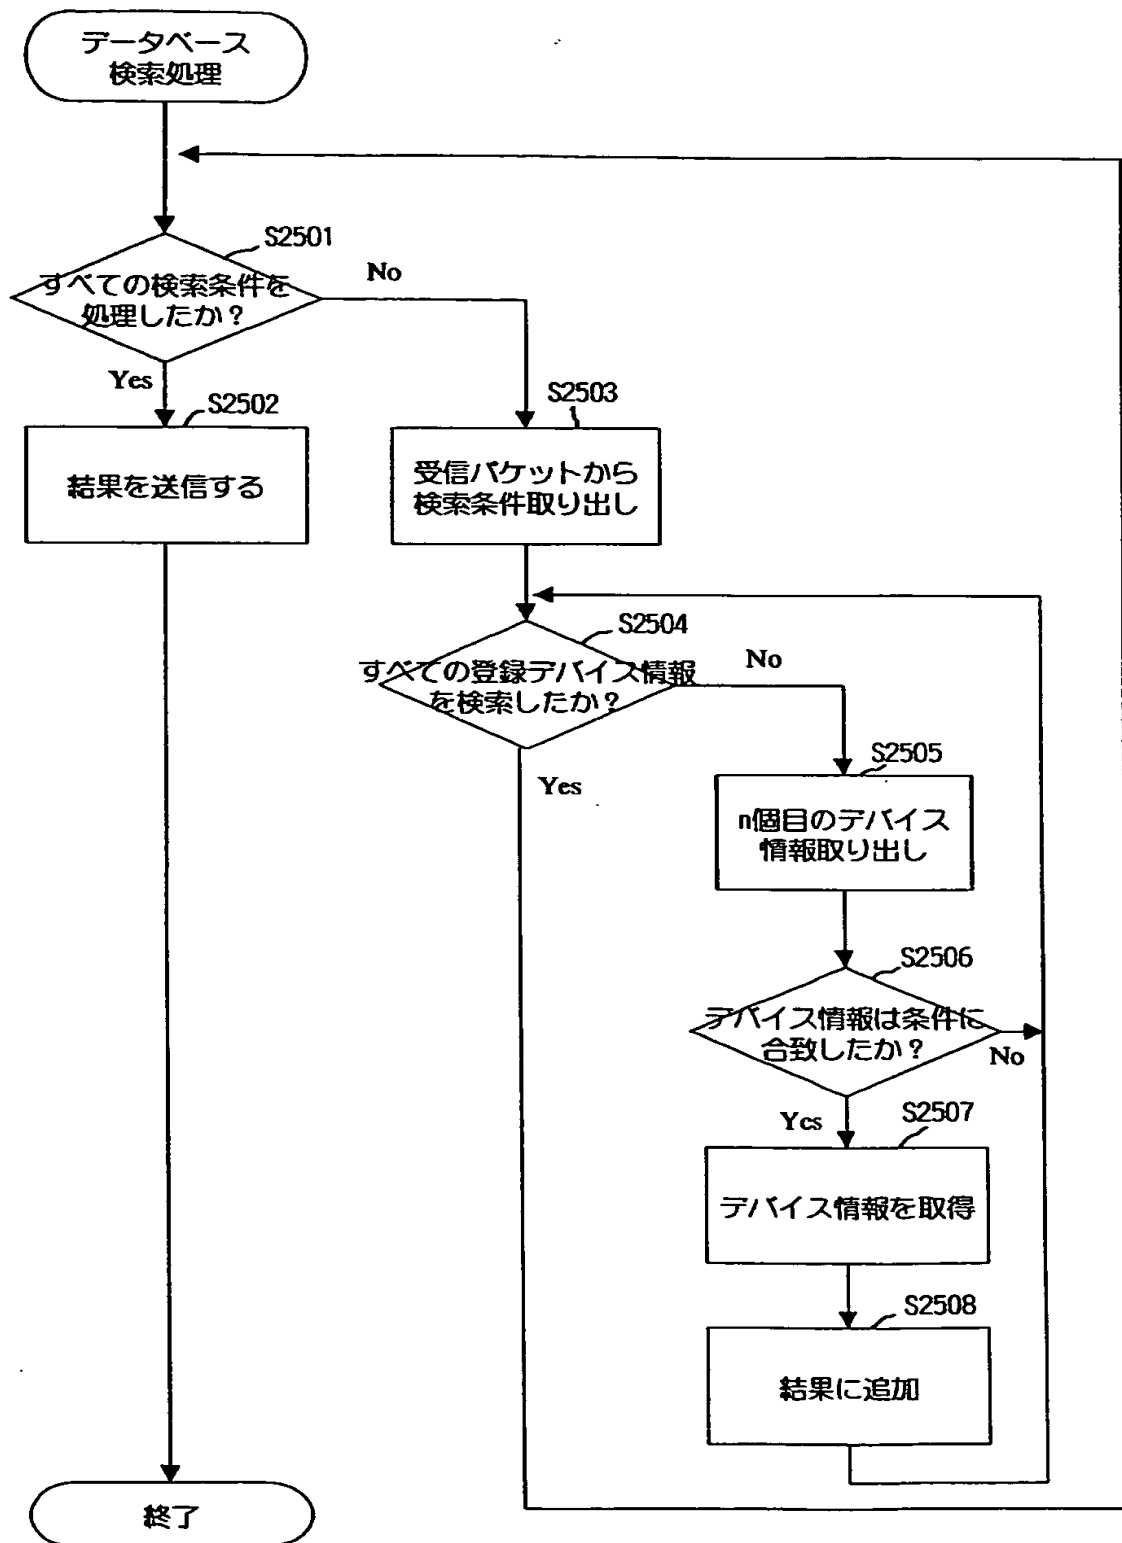 データベース
検索処理
S2501
すべての検索条件を
処理したか？
No
Yes
S2502
結果を送信する
S2503
受信パケットから
検索条件取り出し
S2504
すべての登録デバイス情報
を検索したか？
No
Yes
S2505
n個目のデバイス
情報取り出し
S2506
デバイス情報は条件に
合致したか？
No
Yes
S2507
デバイス情報を取得
S2508
結果に追加
終了